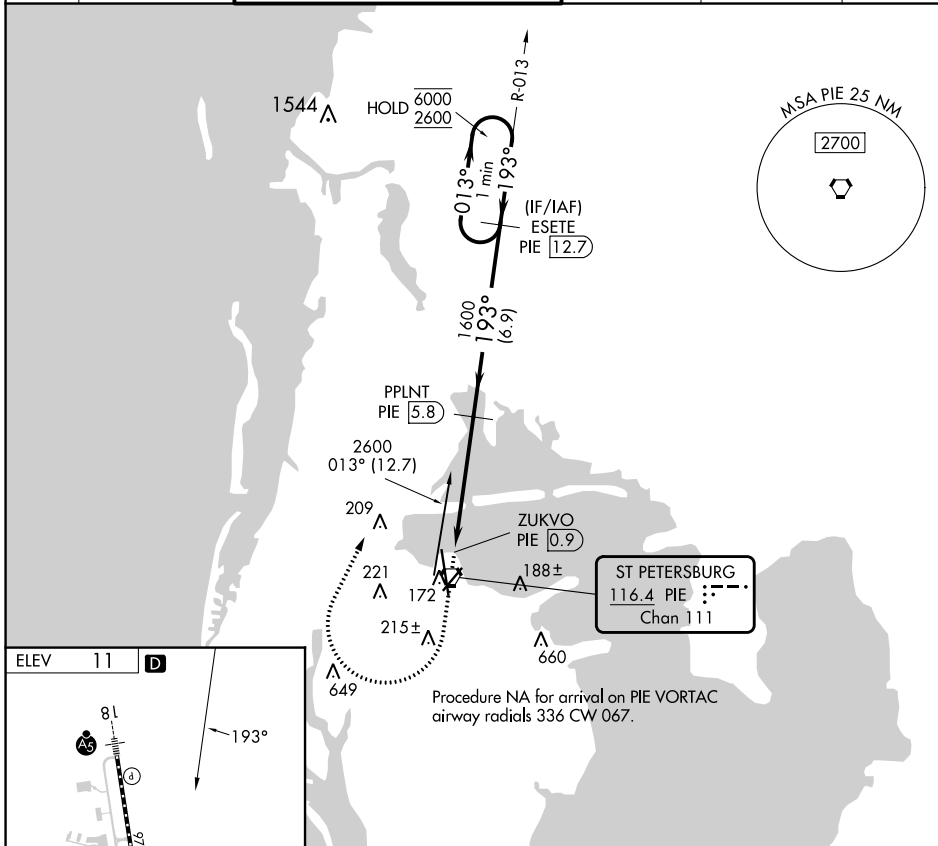 1544
HOLD 6000
2600
R-013
013°
1 min
193°
(IF/IAF)
ESETE
PIE 12.7
MSA PIE 25 NM
2700
1600
193°
(6.9)
PPLNT
PIE 5.8
2600
013° (12.7)
209
ZUKVO
PIE 0.9
221
172
188±
ST PETERSBURG
116.4 PIE
Chan 111
215±
660
649
Procedure NA for arrival on PIE VORTAC
airway radials 336 CW 067.
ELEV 11 D
18
A5
P
193°
97